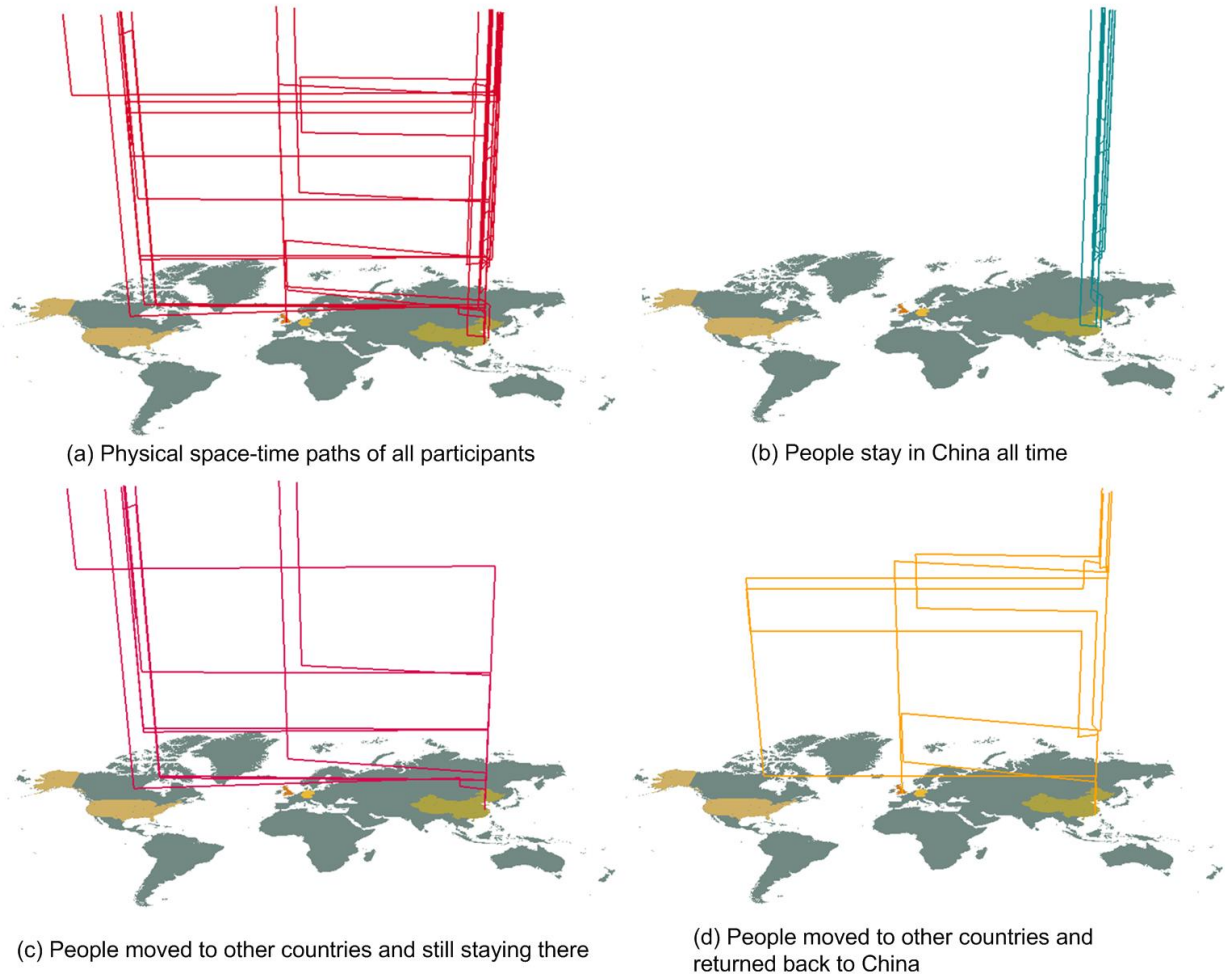 (a) Physical space-time paths of all participants
(b) People stay in China all time
(c) People moved to other countries and still staying there
(d) People moved to other countries and
returned back to China